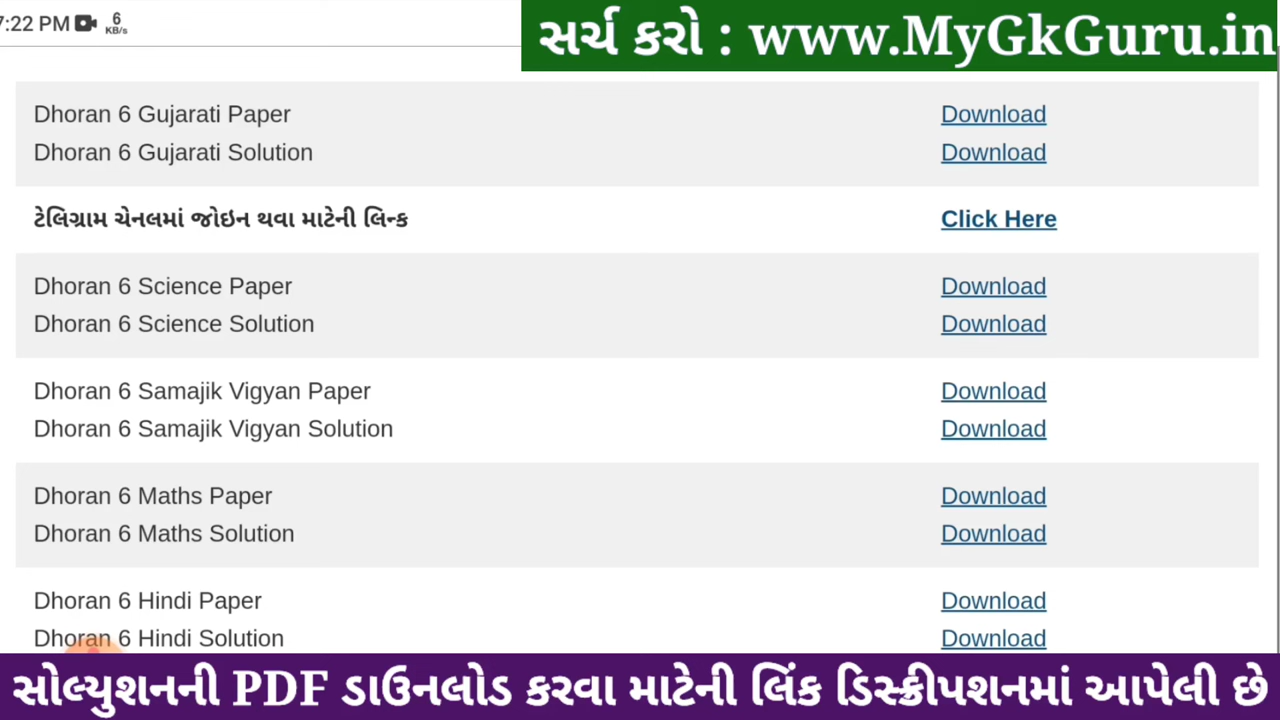 7:22 PM 6 KB/s
સર્ચ કરો : www.MyGkGuru.in
Dhoran 6 Gujarati Paper Download
Dhoran 6 Gujarati Solution Download
ટેલિગ્રામ ચેનલમાં જોઇન થવા માટેની લિન્ક Click Here
Dhoran 6 Science Paper Download
Dhoran 6 Science Solution Download
Dhoran 6 Samajik Vigyan Paper Download
Dhoran 6 Samajik Vigyan Solution Download
Dhoran 6 Maths Paper Download
Dhoran 6 Maths Solution Download
Dhoran 6 Hindi Paper Download
Dhoran 6 Hindi Solution Download
સોલ્યુશનની PDF ડાઉનલોડ કરવા માટેની લિંક ડિસ્ક્રીપશનમાં આપેલી છે